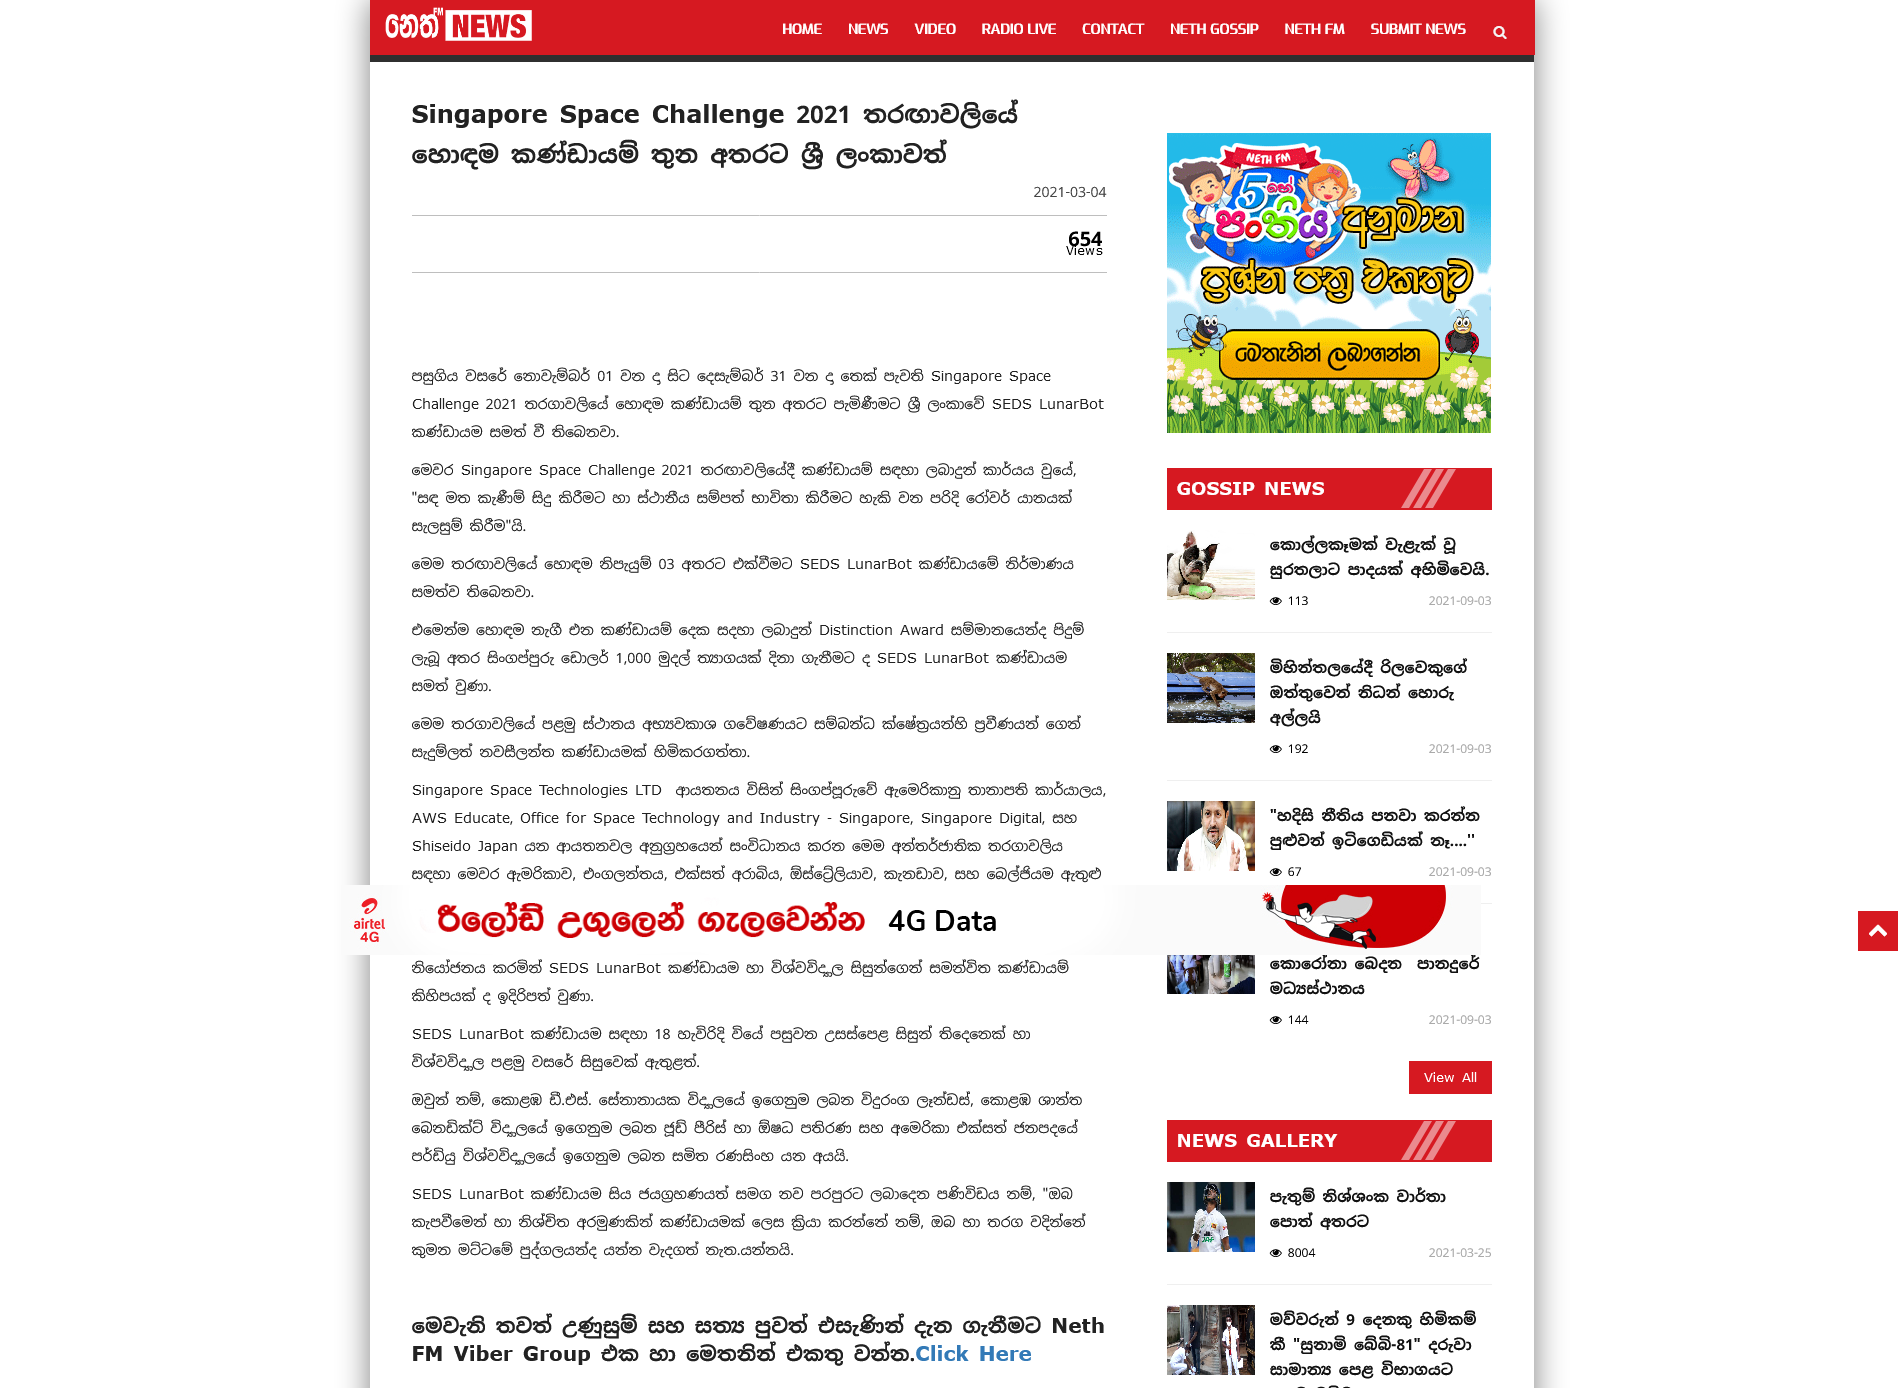 නෙත් FM NEWS
HOME NEWS VIDEO RADIO LIVE CONTACT NETH GOSSIP NETH FM SUBMIT NEWS
Singapore Space Challenge 2021 තරඟාවලියේ
හොඳම කණ්ඩායම් තුන අතරට ශ්‍රී ලංකාවත්
2021-03-04
654
Views
පසුගිය වසරේ නොවැම්බර් 01 වන දා සිට දෙසැම්බර් 31 වන දා තෙක් පැවති Singapore Space
Challenge 2021 තරගාවලියේ හොඳම කණ්ඩායම් තුන අතරට පැමිණීමට ශ්‍රී ලංකාවේ SEDS LunarBot
කණ්ඩායම සමත් වී තිබෙනවා.
මෙවර Singapore Space Challenge 2021 තරඟාවලියේදී කණ්ඩායම් සඳහා ලබාදුන් කාර්යය වුයේ,
"සඳ මත කැණීම් සිදු කිරීමට හා ස්ථානීය සම්පත් භාවිතා කිරීමට හැකි වන පරිදි රෝවර් යානයක්
සැලසුම් කිරීම"යි.
මෙම තරඟාවලියේ හොඳම නිපැයුම් 03 අතරට එක්වීමට SEDS LunarBot කණ්ඩායමේ නිර්මාණය
සමත්ව තිබෙනවා.
එමෙන්ම හොඳම නැගී එන කණ්ඩායම් දෙක සදහා ලබාදුන් Distinction Award සම්මානයෙන්ද පිදුම්
ලැබූ අතර සිංගප්පූරු ඩොලර් 1,000 මුදල් ත්‍යාගයක් දිනා ගැනීමට ද SEDS LunarBot කණ්ඩායම
සමත් වුණා.
මෙම තරගාවලියේ පළමු ස්ථානය අභ්‍යවකාශ ගවේෂණයට සම්බන්ධ ක්ෂේත්‍රයන්හි ප්‍රවීණයන් ගෙන්
සැදුම්ලත් නවසීලන්ත කණ්ඩායමක් හිමිකරගත්තා.
Singapore Space Technologies LTD ආයතනය විසින් සිංගප්පූරුවේ ඇමෙරිකානු තානාපති කාර්යාලය,
AWS Educate, Office for Space Technology and Industry - Singapore, Singapore Digital, සහ
Shiseido Japan යන ආයතනවල අනුග්‍රහයෙන් සංවිධානය කරන මෙම අන්තර්ජාතික තරගාවලිය
සඳහා මෙවර ඇමරිකාව, එංගලන්තය, එක්සත් අරාබිය, ඕස්ට්‍රේලියාව, කැනඩාව, සහ බෙල්ජියම ඇතුළු
airtel
4G
රීලෝඩ් උගුලෙන් ගැලවෙන්න 4G Data
නියෝජනය කරමින් SEDS LunarBot කණ්ඩායම හා විශ්වවිද්‍යාල සිසුන්ගෙන් සමන්විත කණ්ඩායම්
කිහිපයක් ද ඉදිරිපත් වුණා.
SEDS LunarBot කණ්ඩායම සඳහා 18 හැවිරිදි වියේ පසුවන උසස්පෙළ සිසුන් තිදෙනෙක් හා
විශ්වවිද්‍යාල පළමු වසරේ සිසුවෙක් ඇතුළත්.
ඔවුන් නම්, කොළඹ ඩී.එස්. සේනානායක විද්‍යාලයේ ඉගෙනුම ලබන විදුරංග ලෑන්ඩස්, කොළඹ ශාන්ත
බෙනඩික්ට් විද්‍යාලයේ ඉගෙනුම ලබන ජූඩ් පීරිස් හා ඕෂධ පතිරණ සහ අමෙරිකා එක්සත් ජනපදයේ
පර්ඩියු විශ්වවිද්‍යාලයේ ඉගෙනුම ලබන සමිත රණසිංහ යන අයයි.
SEDS LunarBot කණ්ඩායම සිය ජයග්‍රහණයත් සමග නව පරපුරට ලබාදෙන පණිවිඩය නම්, "ඔබ
කැපවීමෙන් හා නිශ්චිත අරමුණකින් කණ්ඩායමක් ලෙස ක්‍රියා කරන්නේ නම්, ඔබ හා තරග වදින්නේ
කුමන මට්ටමේ පුද්ගලයන්ද යන්න වැදගත් නැත.යන්නයි.
මෙවැනි තවත් උණුසුම් සහ සත්‍ය පුවත් එසැණින් දැන ගැනීමට Neth
FM Viber Group එක හා මෙතනින් එකතු වන්න.Click Here
NETH FM
5 හේ
පංතිය අනුමාන
ප්‍රශ්න පත්‍ර එකතුව
මෙතැනින් ලබාගන්න
GOSSIP NEWS
කොල්ලකෑමක් වැළැක් වූ
සුරතලාට පාදයක් අහිමිවෙයි.
113 2021-09-03
මිහින්තලයේදී රිලවෙකුගේ
ඔත්තුවෙන් නිධන් හොරු
අල්ලයි
192 2021-09-03
"හදිසි නීතිය පනවා කරන්න
පුළුවන් ඉටිගෙඩියක් නෑ....''
67 2021-09-03
කොරෝනා බෙදන පානදුරේ
මධ්‍යස්ථානය
144 2021-09-03
View All
NEWS GALLERY
පැතුම් නිශ්ශංක වාර්තා
පොත් අතරට
8004 2021-03-25
මව්වරුන් 9 දෙනකු හිමිකම්
කී "සුනාමි බේබි-81" දරුවා
සාමාන්‍ය පෙළ විභාගයට